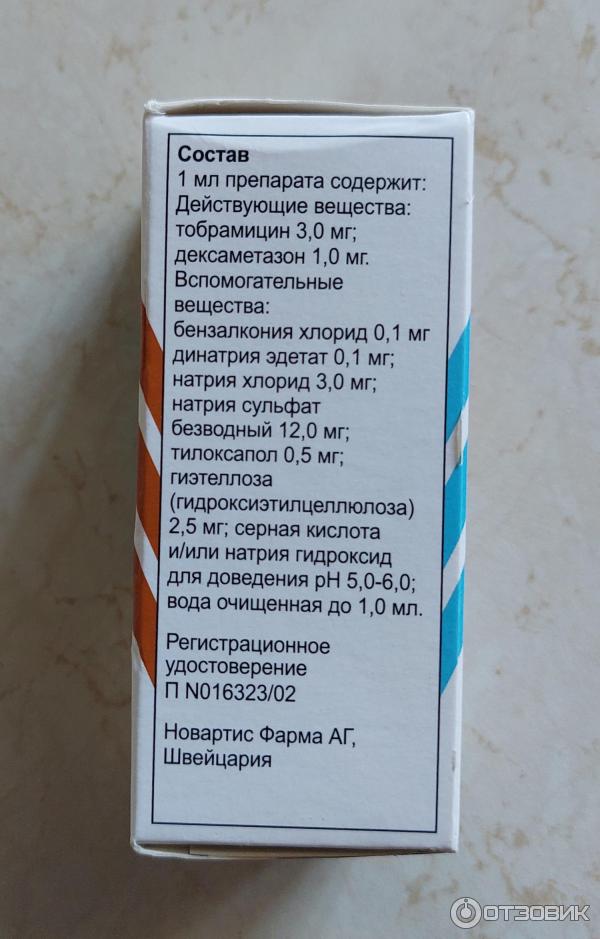 Состав
1 мл препарата содержит:
Действующие вещества:
тобрамицин 3,0 мг;
дексаметазон 1,0 мг.
Вспомогательные
вещества:
бензалкония хлорид 0,1 мг
динатрия эдетат 0,1 мг;
натрия хлорид 3,0 мг;
натрия сульфат
безводный 12,0 мг;
тилоксапол 0,5 мг;
гиэтеллоза
(гидроксиэтилцеллюлоза)
2,5 мг; серная кислота
и/или натрия гидроксид
для доведения pH 5,0-6,0;
вода очищенная до 1,0 мл.
Регистрационное
удостоверение
П N016323/02
Новартис Фарма АГ,
Швейцария
ОТЗОВИК